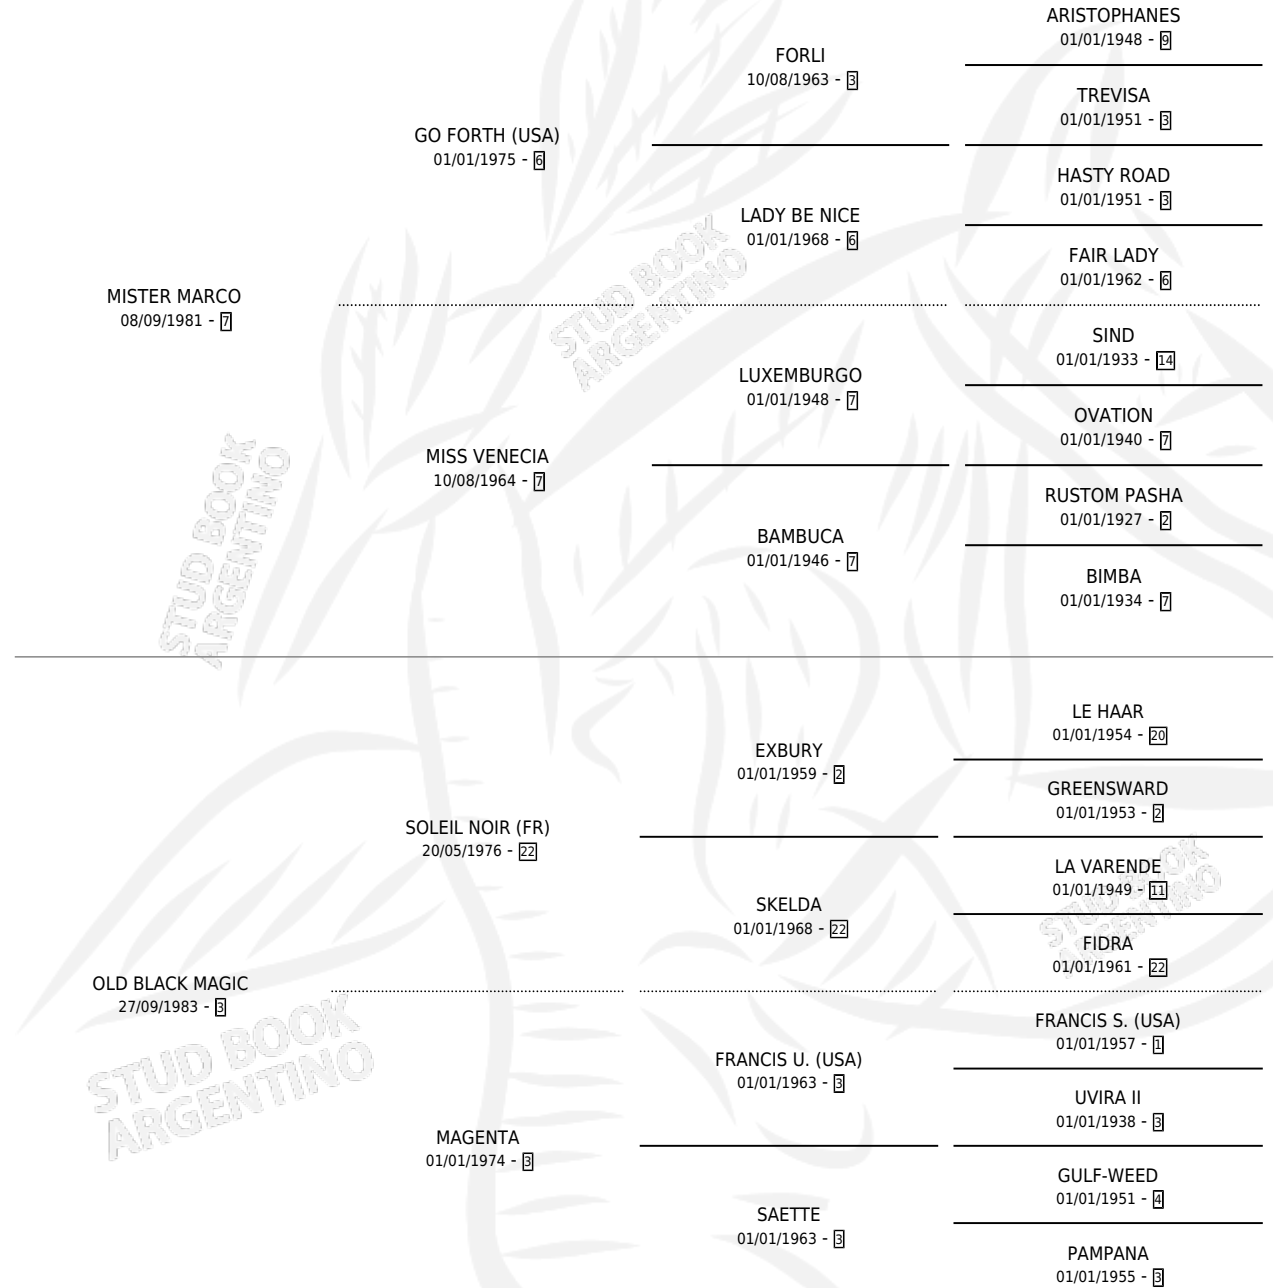 ARISTOPHANES
01/01/1948 - 9
FORLI
10/08/1963 - 3
TREVISA
01/01/1951 - 3
GO FORTH (USA)
01/01/1975 - 6
HASTY ROAD
01/01/1951 - 3
LADY BE NICE
01/01/1968 - 6
FAIR LADY
01/01/1962 - 6
MISTER MARCO
08/09/1981 - 7
STUD BOOK
ARGENTINO
SIND
01/01/1933 - 14
LUXEMBURGO
01/01/1948 - 7
OVATION
01/01/1940 - 7
MISS VENECIA
10/08/1964 - 7
RUSTOM PASHA
01/01/1927 - 2
BAMBUCA
01/01/1946 - 7
BIMBA
01/01/1934 - 7
STUD BOOK
ARGENTINO
LE HAAR
01/01/1954 - 20
EXBURY
01/01/1959 - 2
GREENSWARD
01/01/1953 - 2
SOLEIL NOIR (FR)
20/05/1976 - 22
LA VARENDE
01/01/1949 - 11
SKELDA
01/01/1968 - 22
STUD BOOK
ARGENTINO
FIDRA
01/01/1961 - 22
OLD BLACK MAGIC
27/09/1983 - 3
FRANCIS S. (USA)
01/01/1957 - 1
FRANCIS U. (USA)
01/01/1963 - 3
STUD BOOK
ARGENTINO
UVIRA II
01/01/1938 - 3
MAGENTA
01/01/1974 - 3
GULF-WEED
01/01/1951 - 4
SAETTE
01/01/1963 - 3
PAMPANA
01/01/1955 - 3